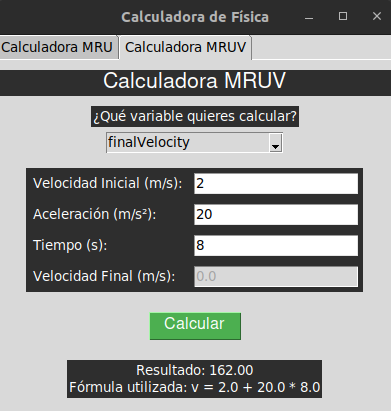 Calculadora de Física
Calculadora MRU Calculadora MRUV
Calculadora MRUV
¿Qué variable quieres calcular?
finalVelocity
Velocidad Inicial (m/s): 2
Aceleración (m/s²): 20
Tiempo (s): 8
Velocidad Final (m/s): 0.0
Calcular
Resultado: 162.00
Fórmula utilizada: v = 2.0 + 20.0 * 8.0